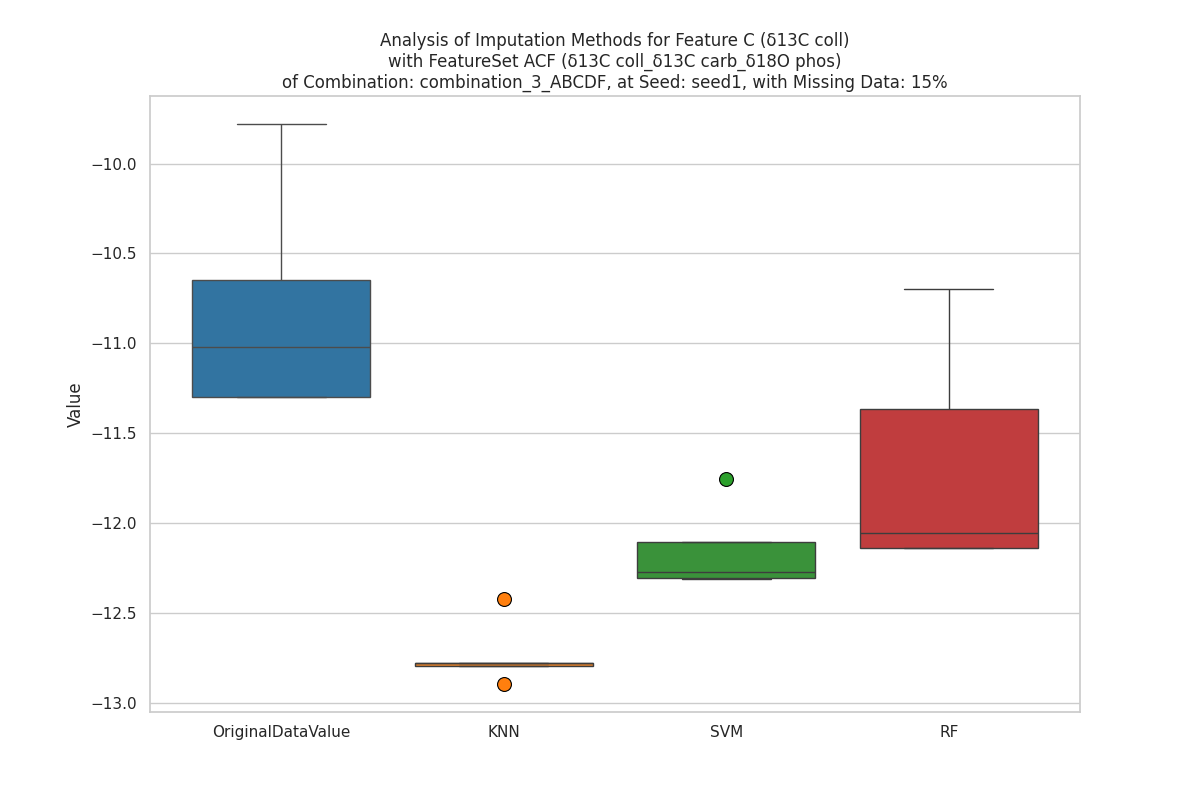 Analysis of Imputation Methods for Feature C (δ13C coll)
with FeatureSet ACF (δ13C coll_δ13C carb_δ18O phos)
of Combination: combination_3_ABCDF, at Seed: seed1, with Missing Data: 15%
−10.0
−10.5
−11.0
−11.5
−12.0
−12.5
−13.0
Value
OriginalDataValue KNN SVM RF